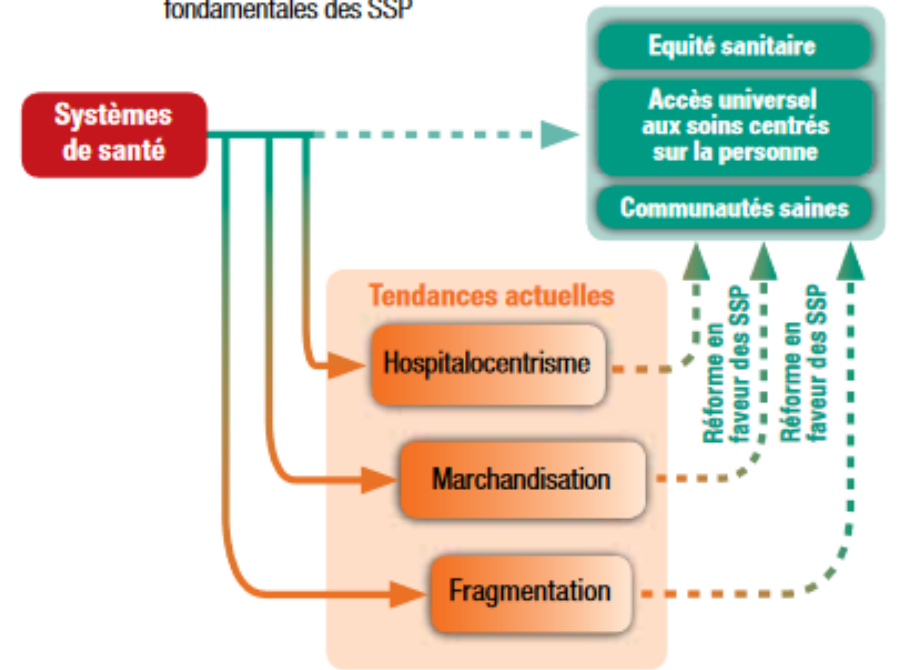 fondamentales des SSP
Systèmes
de santé
Equité sanitaire
Accès universel
aux soins centrés
sur la personne
Communautés saines
Tendances actuelles
Hospitalocentrisme
Marchandisation
Fragmentation
Réforme en
faveur des SSP
Réforme en
faveur des SSP